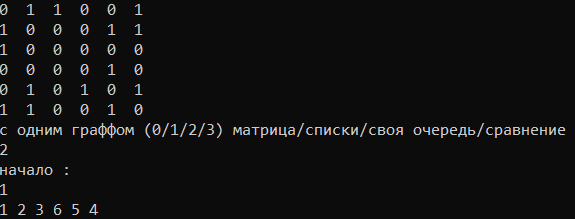 0 1 1 0 0 1
1 0 0 0 1 1
1 0 0 0 0 0
0 0 0 0 1 0
0 1 0 1 0 1
1 1 0 0 1 0
с одним граффом (0/1/2/3) матрица/списки/своя очередь/сравнение
2
начало :
1
1 2 3 6 5 4